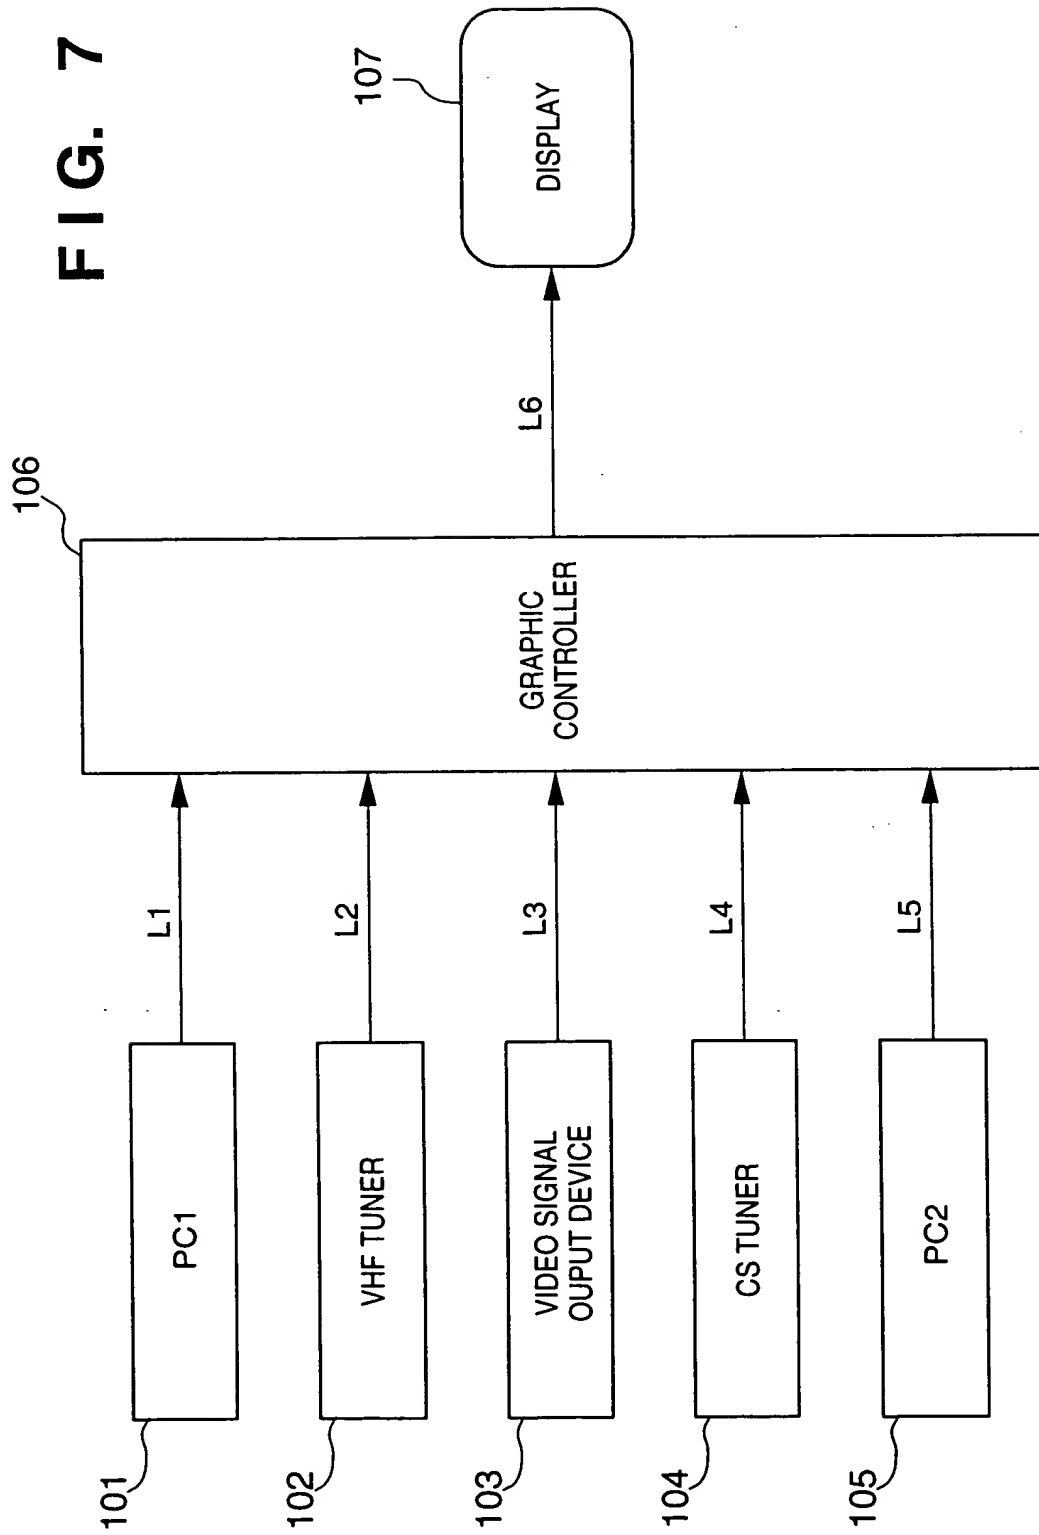 FIG. 7
101
PC1
L1
102
VHF TUNER
L2
103
VIDEO SIGNAL
OUPUT DEVICE
L3
104
CS TUNER
L4
105
PC2
L5
106
GRAPHIC
CONTROLLER
L6
107
DISPLAY